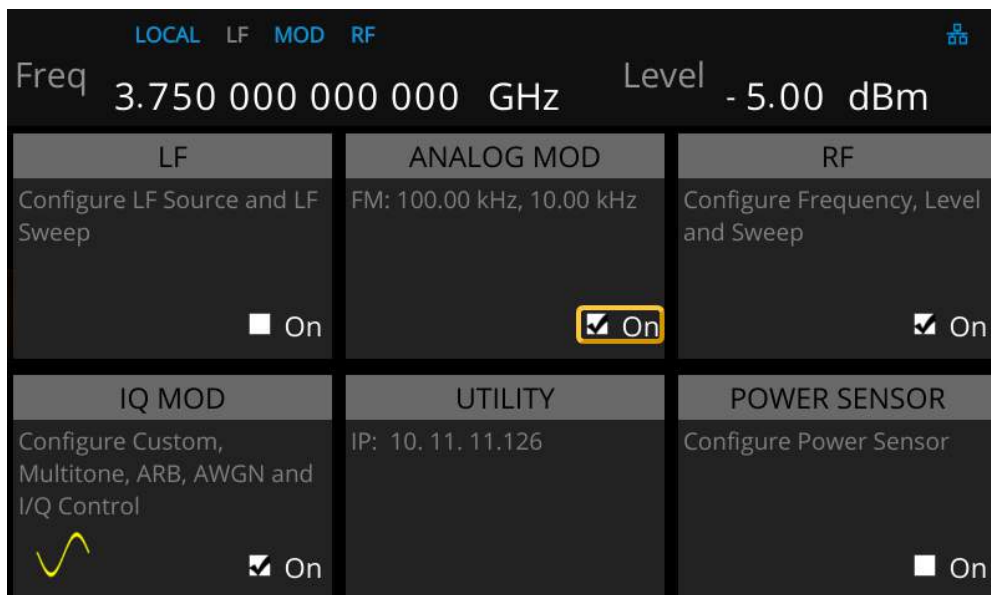 LOCAL LF MOD RF
Freq 3.750 000 000 000 GHz Level - 5.00 dBm
LF
Configure LF Source and LF
Sweep
On
ANALOG MOD
FM: 100.00 kHz, 10.00 kHz
On
RF
Configure Frequency, Level
and Sweep
On
IQ MOD
Configure Custom,
Multitone, ARB, AWGN and
I/Q Control
On
UTILITY
IP: 10. 11. 11.126
POWER SENSOR
Configure Power Sensor
On